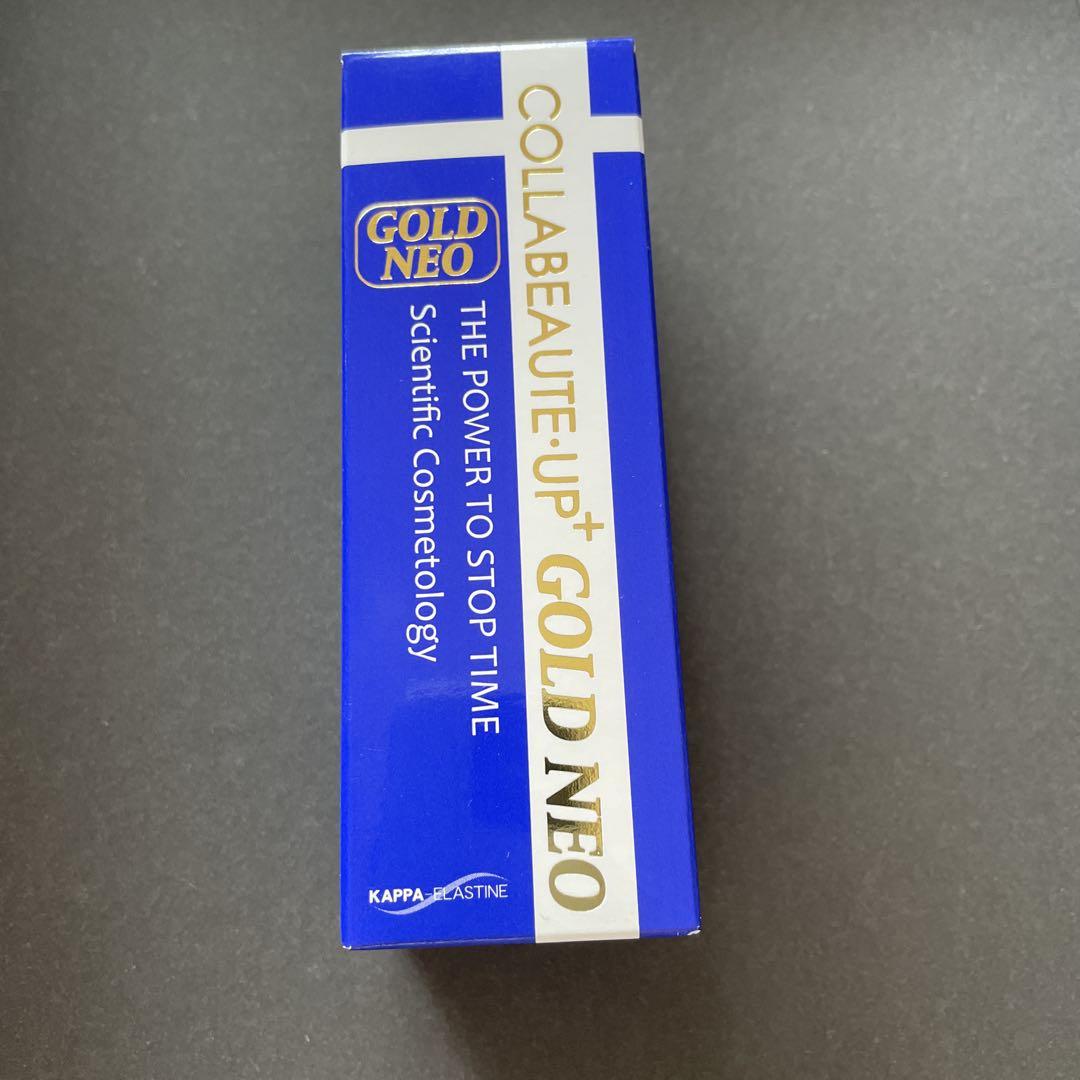 COLLABEAUTE·UP+ GOLD NEO
GOLD
NEO
THE POWER TO STOP TIME
Scientific Cosmetology
KAPPA-ELASTINE